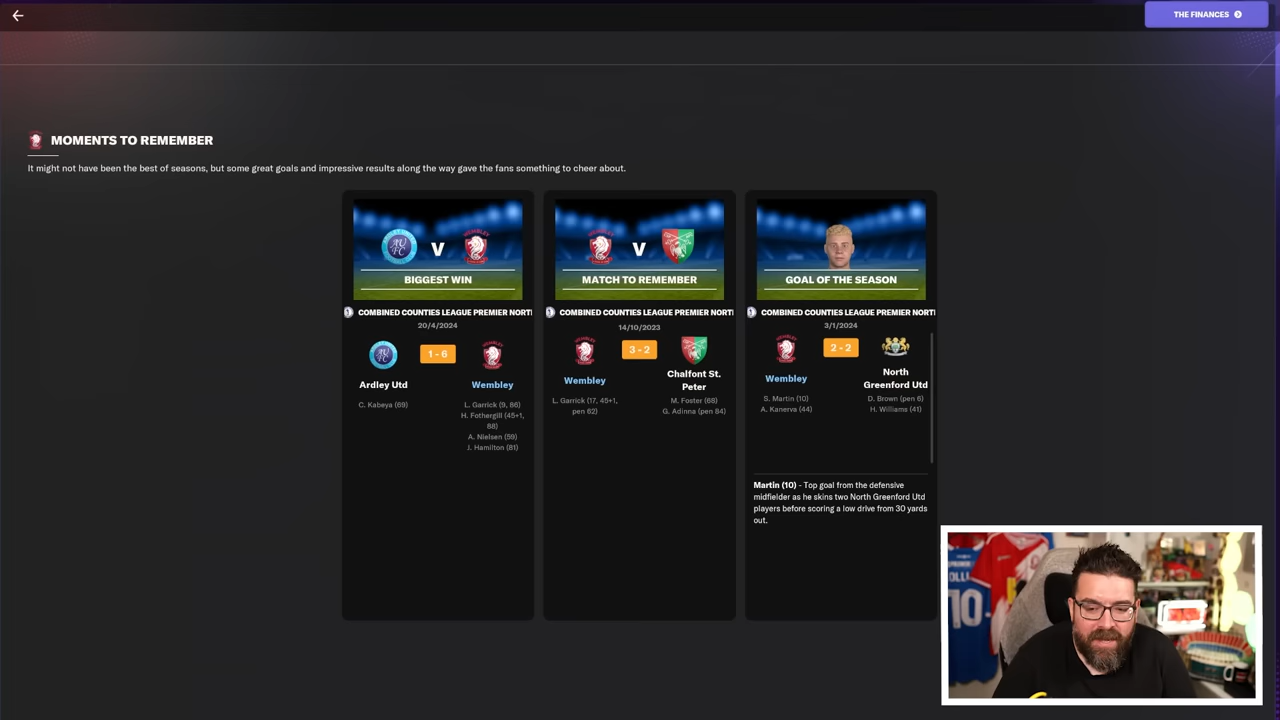 THE FINANCES
MOMENTS TO REMEMBER
It might not have been the best of seasons, but some great goals and impressive results along the way gave the fans something to cheer about.
V
BIGGEST WIN
COMBINED COUNTIES LEAGUE PREMIER NORT
20/4/2024
1 - 6
Ardley Utd
Wembley
C. Kabeya (69)
L. Garrick (9, 86)
H. Fothergill (45+1,
88)
A. Nielsen (59)
J. Hamilton (81)
V
MATCH TO REMEMBER
COMBINED COUNTIES LEAGUE PREMIER NORT
14/10/2023
3 - 2
Wembley
Chalfont St.
Peter
L. Garrick (17, 45+1,
pen 62)
M. Foster (68)
G. Adinna (pen 84)
GOAL OF THE SEASON
COMBINED COUNTIES LEAGUE PREMIER NORT
3/1/2024
2 - 2
Wembley
North
Greenford Utd
S. Martin (10)
A. Kanerva (44)
D. Brown (pen 6)
H. Williams (41)
Martin (10) - Top goal from the defensive
midfielder as he skins two North Greenford Utd
players before scoring a low drive from 30 yards
out.
10